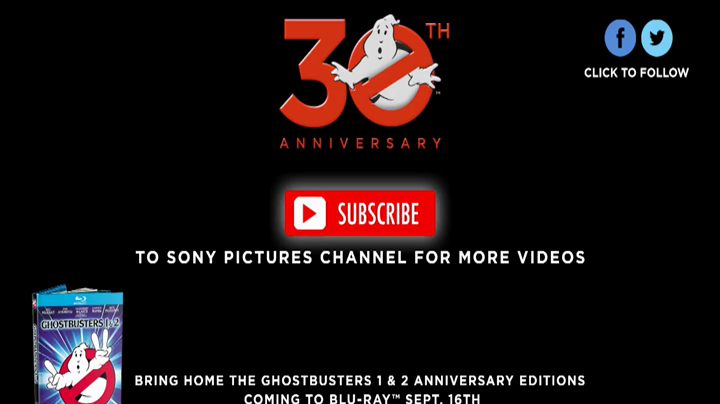 30TH
ANNIVERSARY
f
CLICK TO FOLLOW
SUBSCRIBE
TO SONY PICTURES CHANNEL FOR MORE VIDEOS
GHOSTBUSTERS 1&2
BRING HOME THE GHOSTBUSTERS 1 & 2 ANNIVERSARY EDITIONS
COMING TO BLU-RAY™ SEPT. 16TH